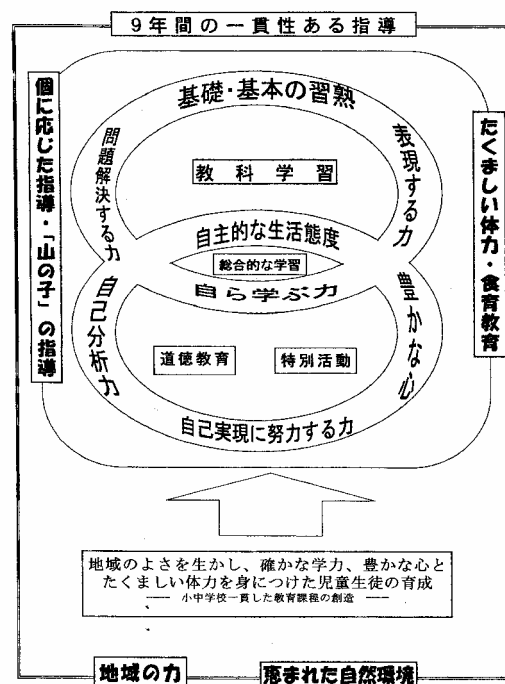 9年間の一貫性ある指導
個に応じた指導・「山の子」の指導
たくましい体力・食育教育
基礎・基本の習熟
問題解決する力
表現する力
教科学習
自主的な生活態度
総合的な学習
自ら学ぶ力
自己分析力
豊かな心
道徳教育
特別活動
自己実現に努力する力
地域のよさを生かし、確かな学力、豊かな心と
たくましい体力を身につけた児童生徒の育成
―― 小中学校一貫した教育課程の創造 ――
地域の力
恵まれた自然環境